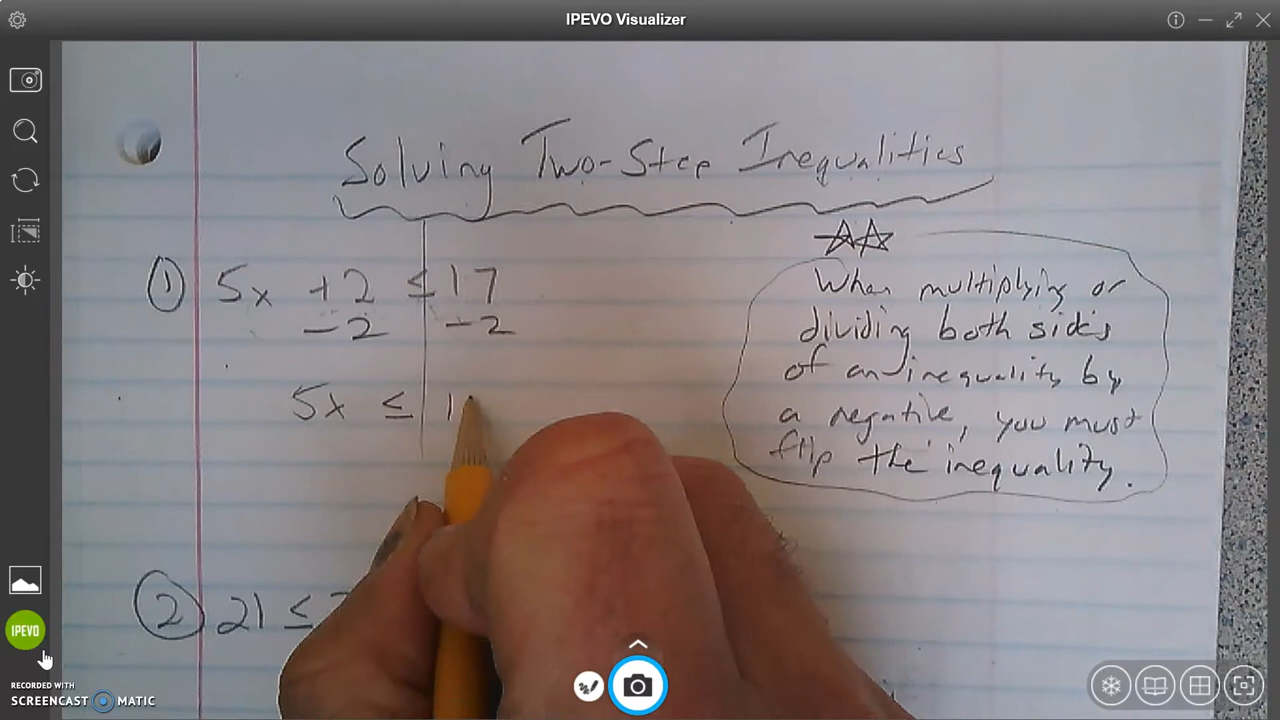 IPEVO Visualizer
Solving Two-Step Inequalities
① 5x + 2 ≤ 17
- 2 - 2
5x ≤ 1
② 21 ≤
When multiplying or
dividing both sides
of an inequality by
a negative, you must
flip the inequality.
IPEVO
RECORDED WITH
SCREENCAST MATIC